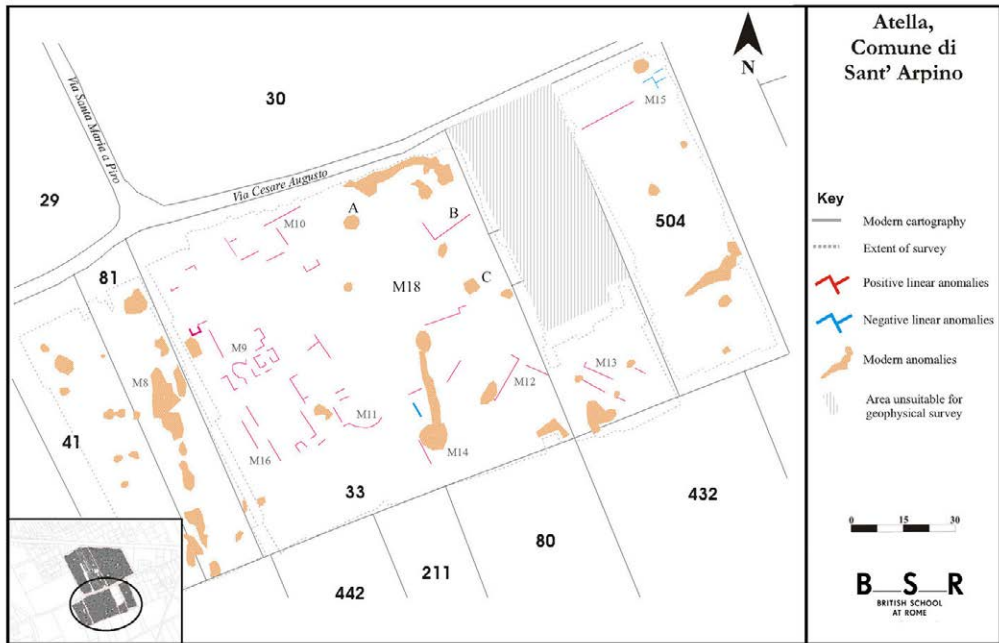 Atella,
Comune di
Sant' Arpino
N
30
Via Santa Maria a Piro
Via Cesare Augusto
29
M15
A
B
M10
504
81
C
M18
M9
M13
M8
M12
M11
41
M14
M16
33
432
80
211
442
Key
Modern cartography
Extent of survey
Positive linear anomalies
Negative linear anomalies
Modern anomalies
Area unsuitable for
geophysical survey
0 15 30
B_S_R
BRITISH SCHOOL
AT ROME